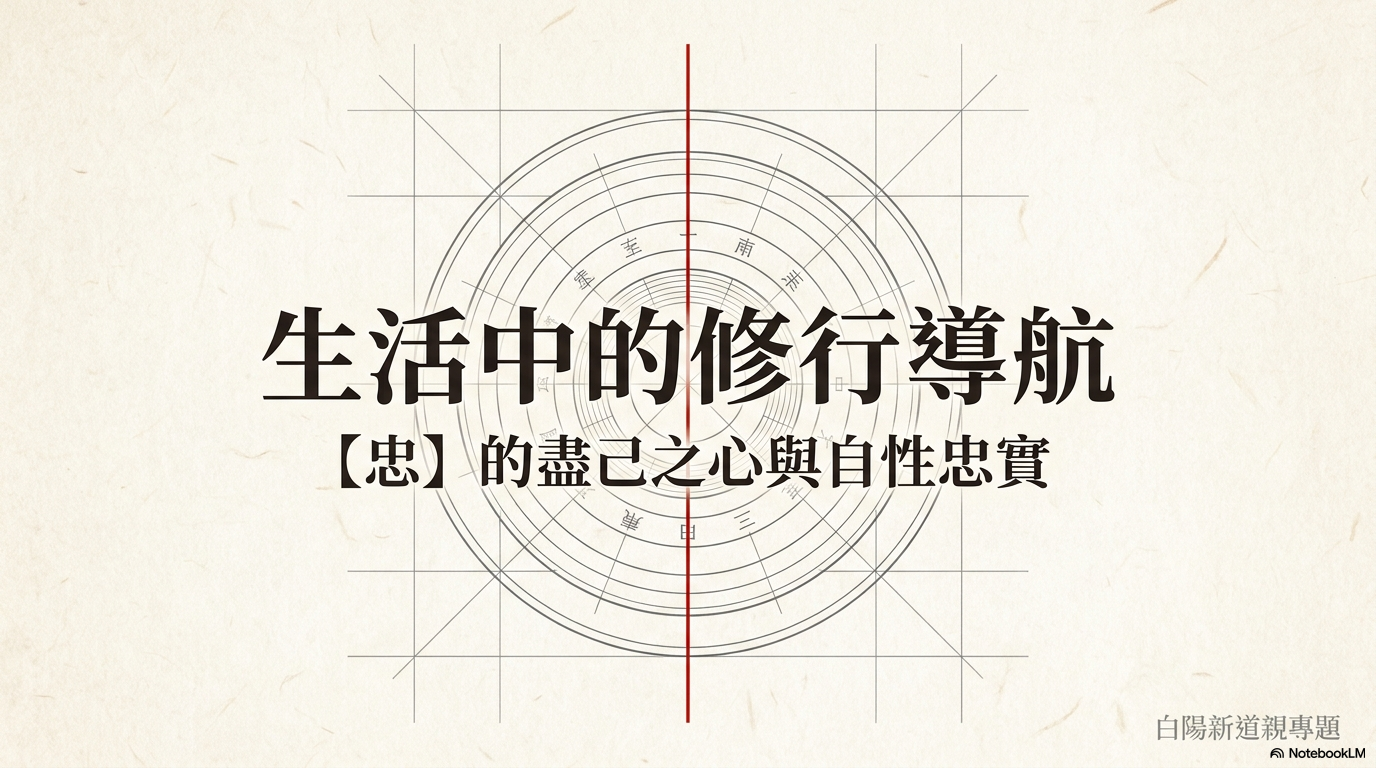 生活中的修行導航
【忠】的盡己之心與自性忠實
白陽新道親專題
NotebookLM